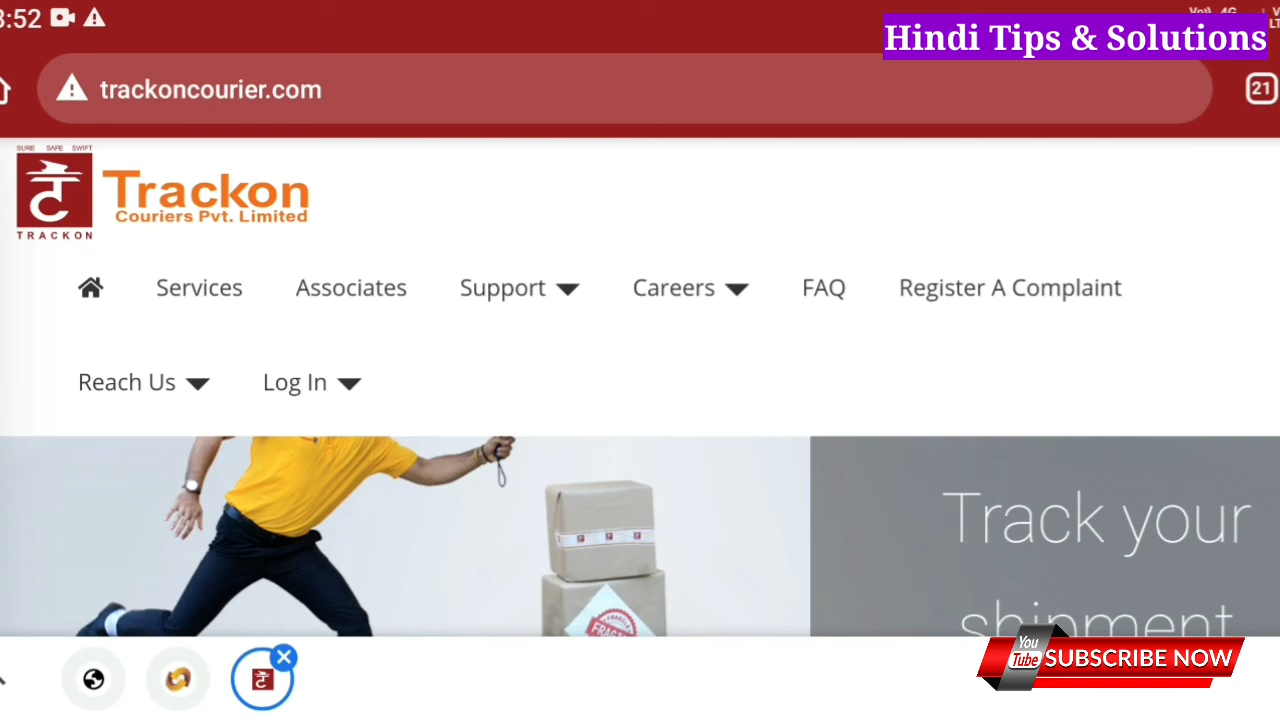 :52
Hindi Tips & Solutions
trackoncourier.com
21
SURE SAFE SWIFT
TRACKON
Trackon
Couriers Pvt. Limited
Services Associates Support Careers FAQ Register A Complaint
Reach Us Log In
Track your
shipment
FRAGILE
You
Tube SUBSCRIBE NOW